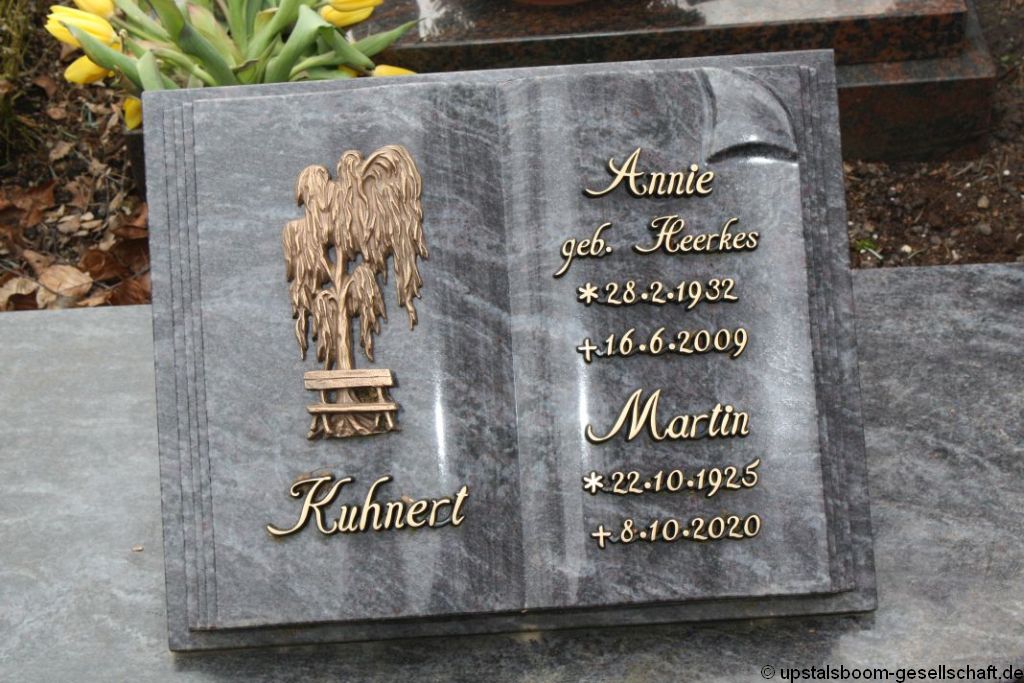 Kuhnert
Annie
geb. Heerkes
*28.2.1932
+16.6.2009
Martin
*22.10.1925
+8.10.2020
© upstalsboom-gesellschaft.de